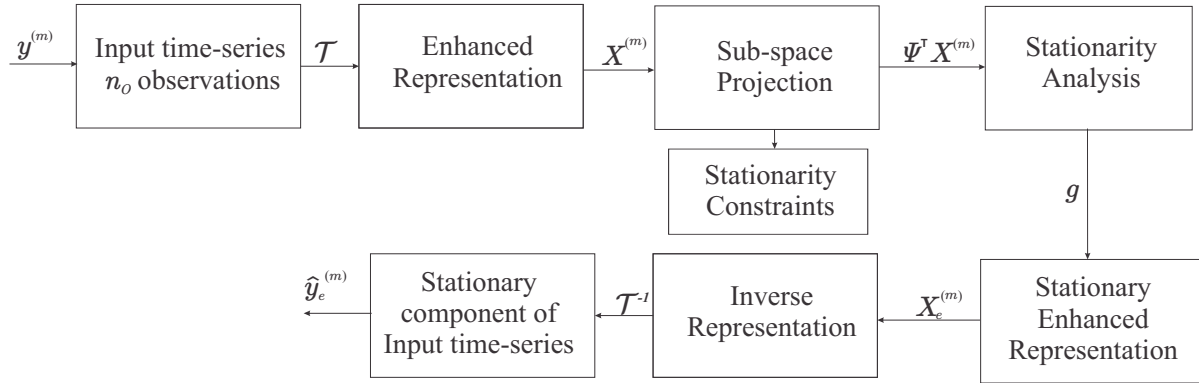 y^(m)
Input time-series
n_o observations
𝒯
Enhanced
Representation
X^(m)
Sub-space
Projection
Ψ^⊤ X^(m)
Stationarity
Analysis
Stationarity
Constraints
g
Stationary
Enhanced
Representation
X_e^(m)
Inverse
Representation
𝒯^-1
Stationary
component of
Input time-series
ŷ_e^(m)